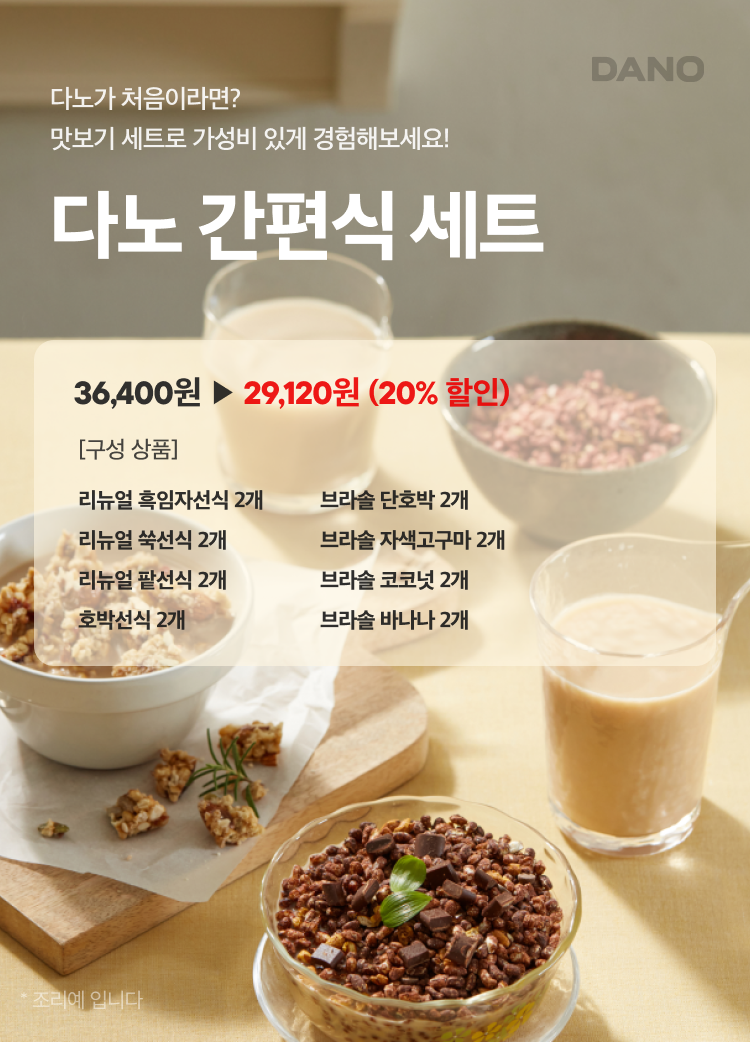 DANO
다노가 처음이라면?
맛보기 세트로 가성비 있게 경험해보세요!
다노 간편식 세트
36,400원 ▶ 29,120원 (20% 할인)
[구성 상품]
리뉴얼 흑임자선식 2개
리뉴얼 쑥선식 2개
리뉴얼 팥선식 2개
호박선식 2개
브라솔 단호박 2개
브라솔 자색고구마 2개
브라솔 코코넛 2개
브라솔 바나나 2개
* 조리예 입니다